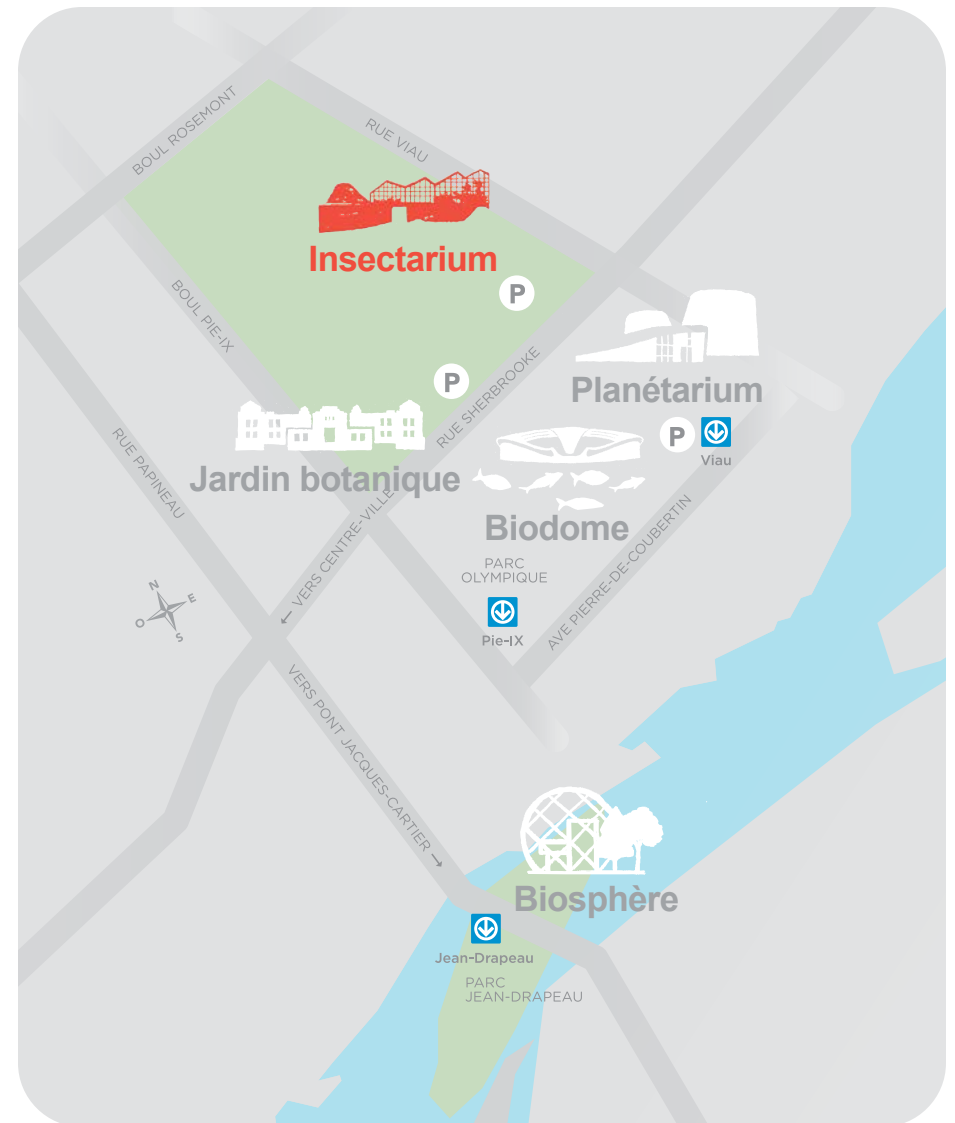 BOUL ROSEMONT
RUE VIAU
Insectarium
P
BOUL PIE-IX
P
RUE SHERBROOKE
Planétarium
P
Viau
RUE PAPINEAU
Jardin botanique
Biodome
← VERS CENTRE-VILLE
PARC
OLYMPIQUE
AVE PIERRE-DE-COUBERTIN
N
E
O
S
Pie-IX
VERS PONT JACQUES-CARTIER →
Biosphère
Jean-Drapeau
PARC
JEAN-DRAPEAU